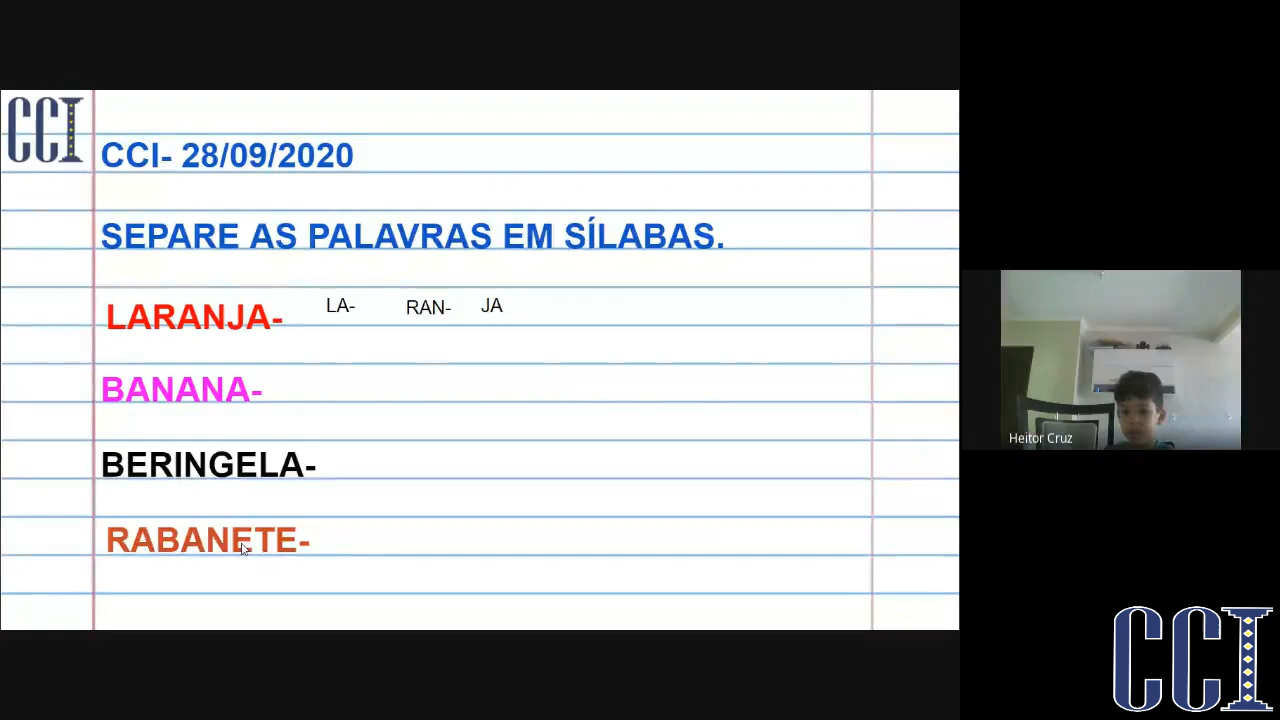 CCI
CCI- 28/09/2020
SEPARE AS PALAVRAS EM SÍLABAS.
LARANJA- LA- RAN- JA
BANANA-
BERINGELA-
RABANETE-
Heitor Cruz
CCI